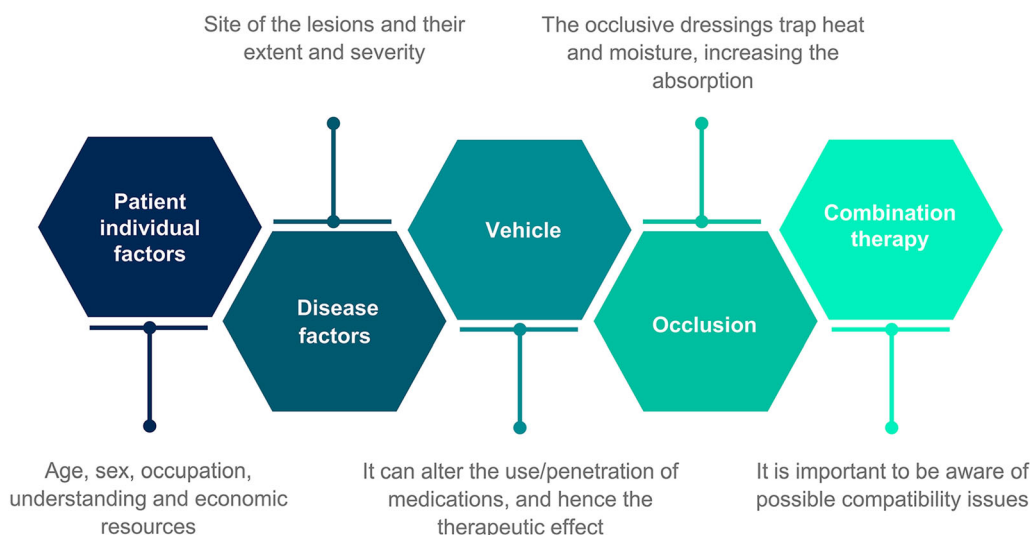 Site of the lesions and their
extent and severity
The occlusive dressings trap heat
and moisture, increasing the
absorption
Patient
individual
factors
Disease
factors
Vehicle
Occlusion
Combination
therapy
Age, sex, occupation,
understanding and economic
resources
It can alter the use/penetration of
medications, and hence the
therapeutic effect
It is important to be aware of
possible compatibility issues